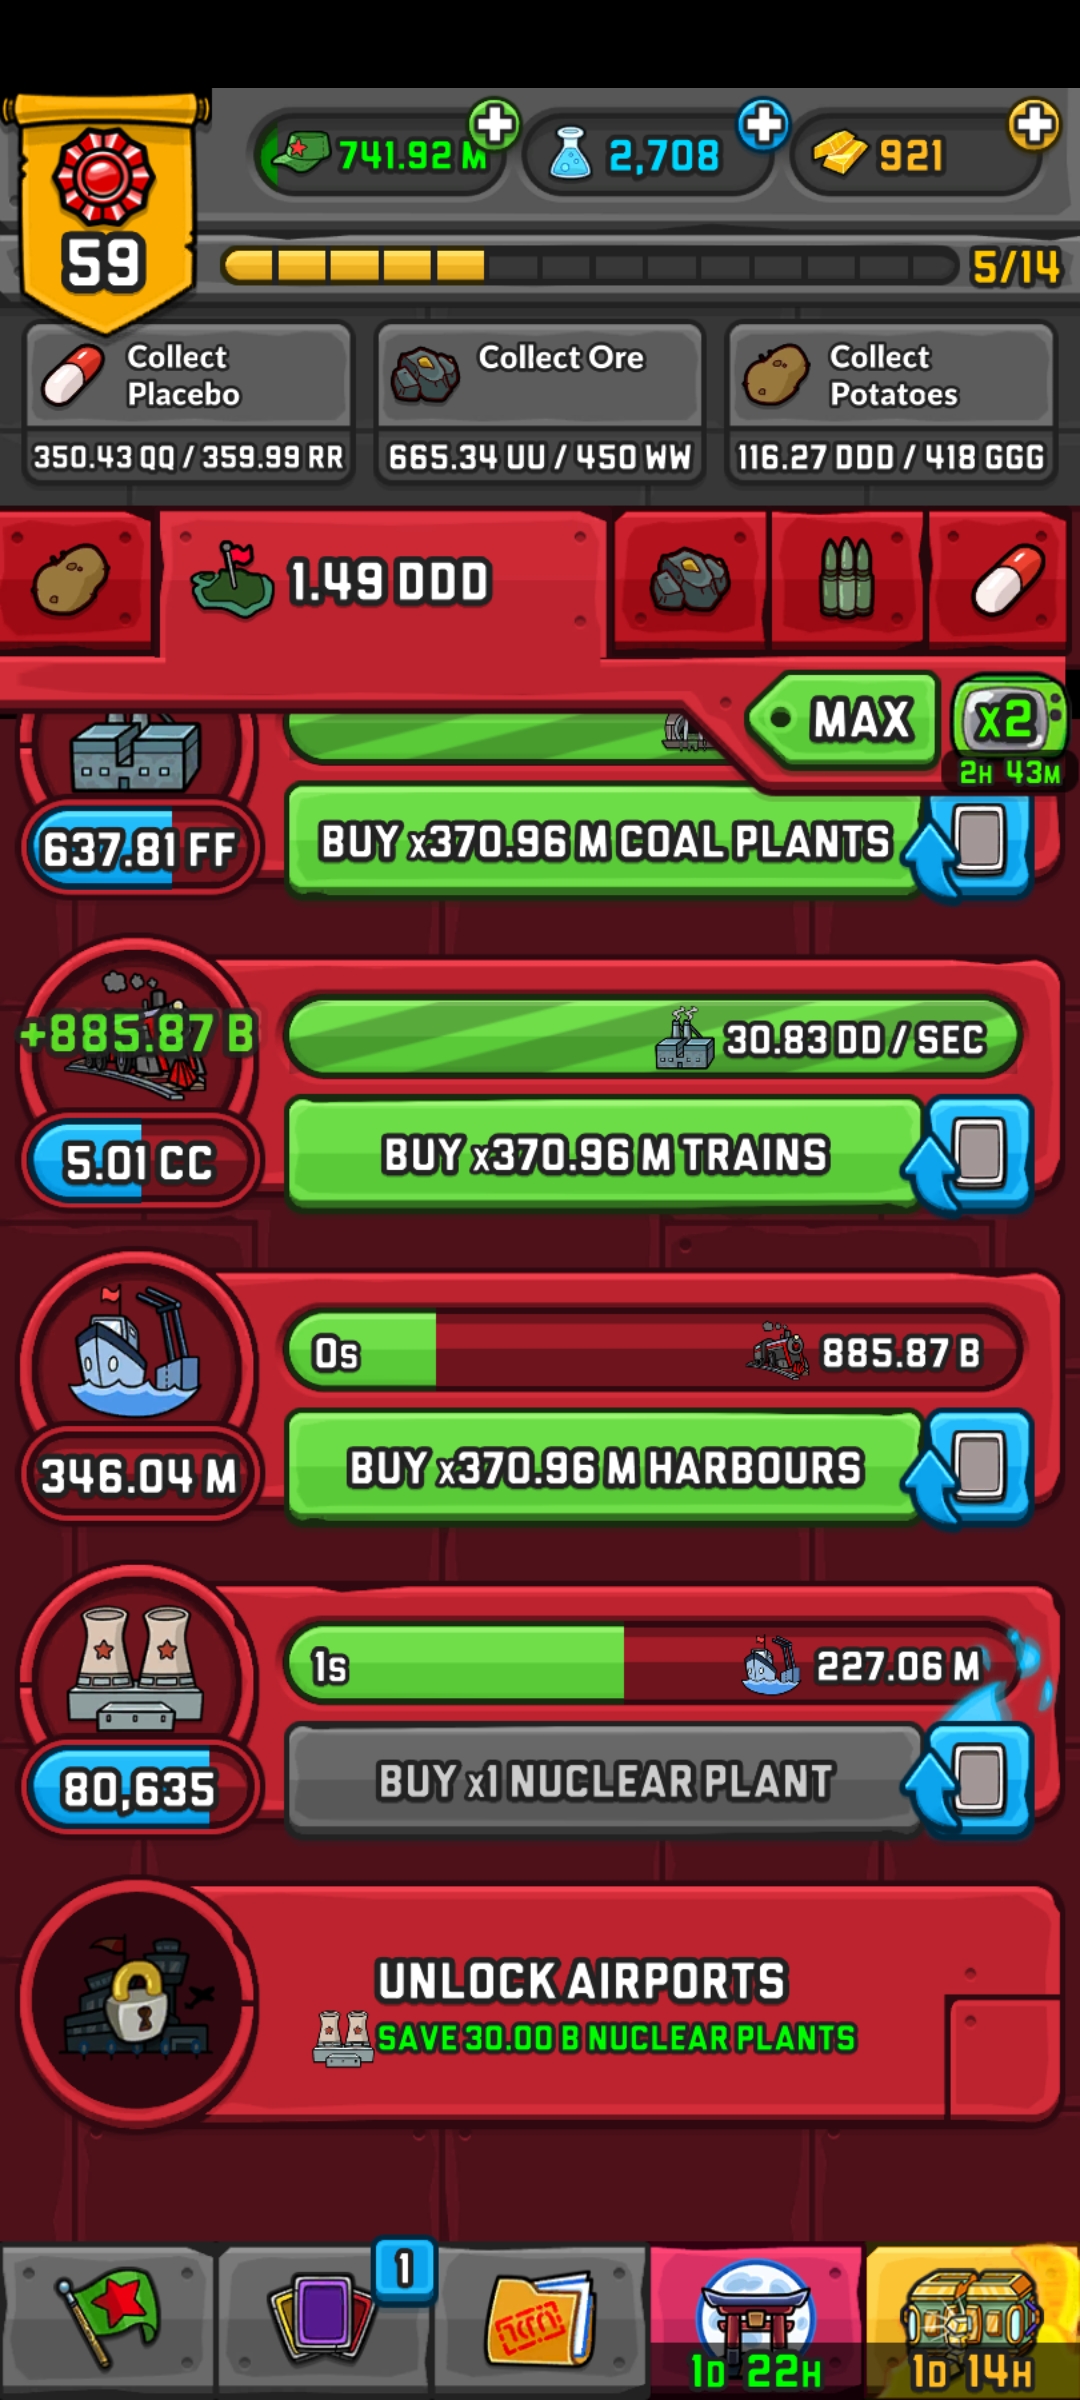 741.92 M
2,708
921
59
5/14
Collect Placebo
350.43 QQ / 359.99 RR
Collect Ore
665.34 UU / 450 WW
Collect Potatoes
116.27 DDD / 418 GGG
1.49 DDD
MAX
x2
2H 43M
637.81 FF
BUY x370.96 M COAL PLANTS
+885.87 B
30.83 DD / SEC
5.01 CC
BUY x370.96 M TRAINS
0s
885.87 B
346.04 M
BUY x370.96 M HARBOURS
1s
227.06 M
80,635
BUY x1 NUCLEAR PLANT
UNLOCK AIRPORTS
SAVE 30.00 B NUCLEAR PLANTS
1
1D 22H
1D 14H